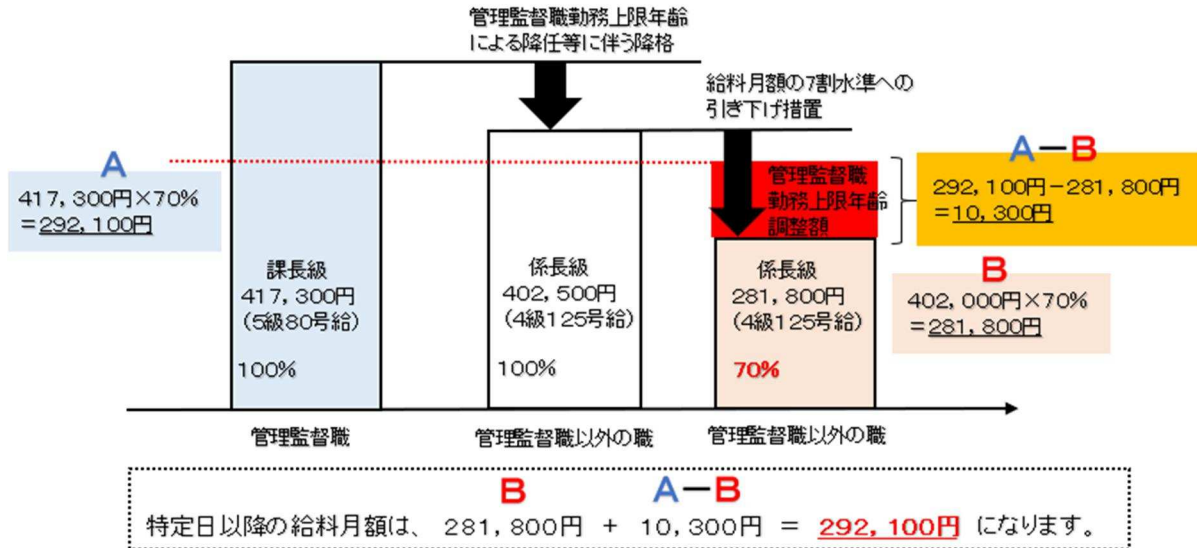 管理監督職勤務上限年齢
による降任等に伴う降格
給料月額の7割水準への
引き下げ措置
A
417,300円×70%
=292,100円
管理監督職
勤務上限年齢
調整額
A-B
292,100円-281,800円
=10,300円
課長級
417,300円
(5級80号給)
100%
係長級
402,500円
(4級125号給)
100%
係長級
281,800円
(4級125号給)
70%
B
402,000円×70%
=281,800円
管理監督職
管理監督職以外の職
管理監督職以外の職
B A-B
特定日以降の給料月額は、 281,800円 + 10,300円 = 292,100円 になります。